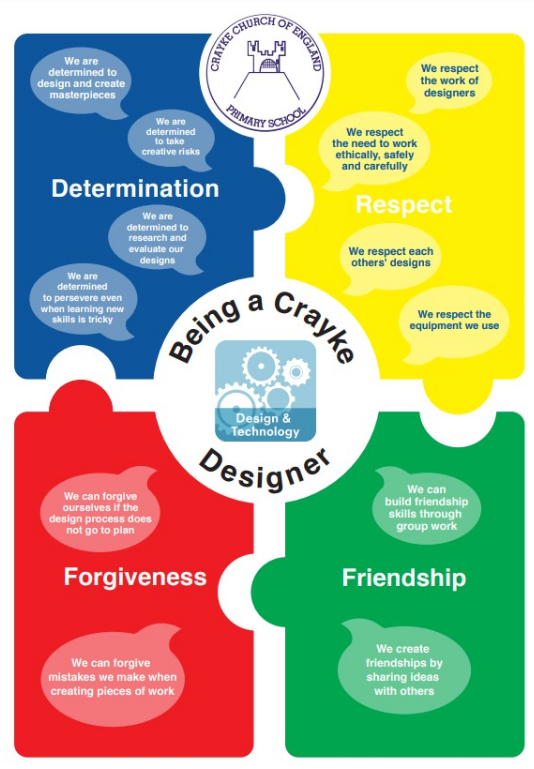 CRAYKE CHURCH OF ENGLAND
PRIMARY SCHOOL
We are
determined to
design and create
masterpieces
We are
determined
to take
creative risks
Determination
We are
determined to
research and
evaluate our
designs
We are
determined
to persevere even
when learning new
skills is tricky
We respect
the work of
designers
We respect
the need to work
ethically, safely
and carefully
Respect
We respect each
others' designs
We respect the
equipment we use
Being a Crayke
Design &
Technology
Designer
We can forgive
ourselves if the
design process does
not go to plan
Forgiveness
We can forgive
mistakes we make when
creating pieces of work
We can
build friendship
skills through
group work
Friendship
We create
friendships by
sharing ideas
with others